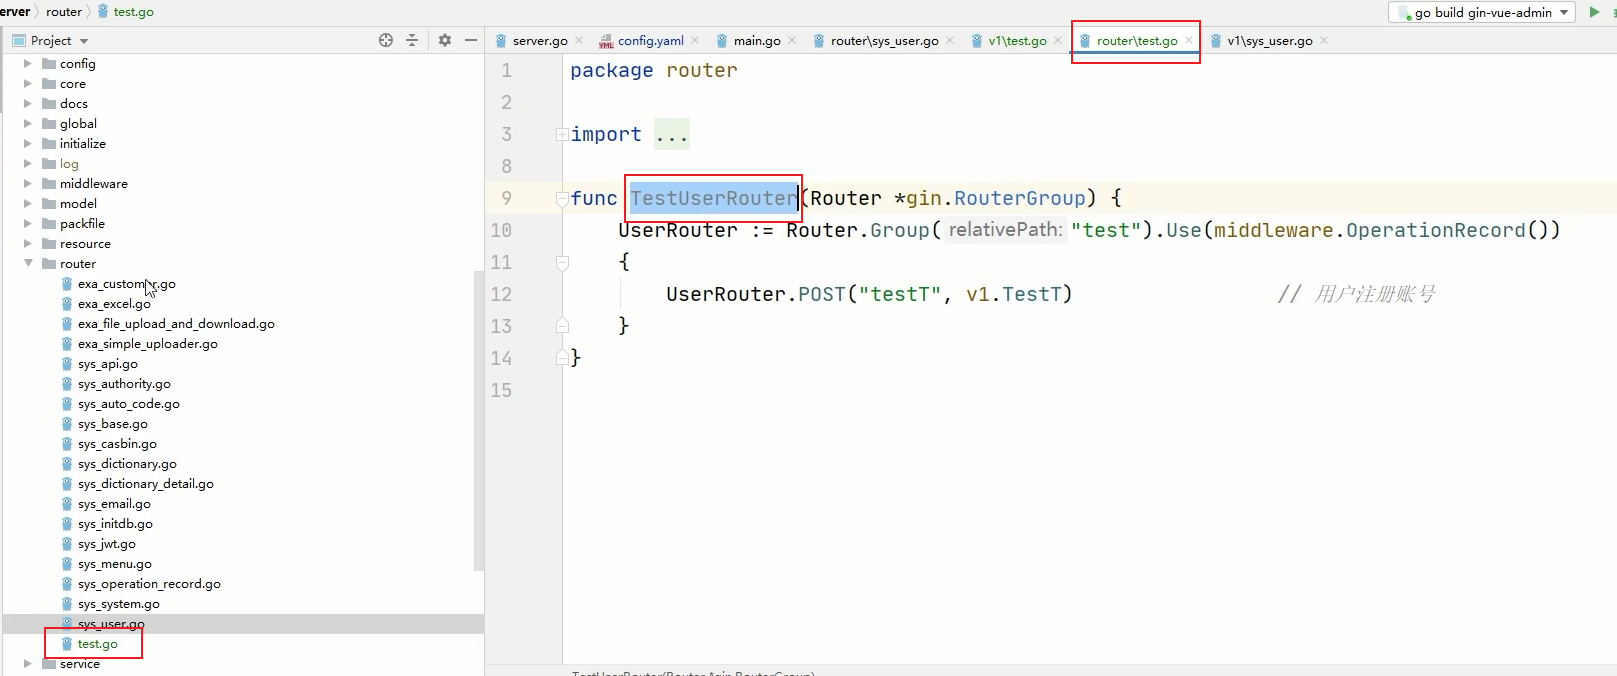 erver router test.go
go build gin-vue-admin
Project
server.go config.yaml main.go router\sys_user.go v1\test.go router\test.go v1\sys_user.go
config
core
docs
global
initialize
log
middleware
model
packfile
resource
router
exa_customer.go
exa_excel.go
exa_file_upload_and_download.go
exa_simple_uploader.go
sys_api.go
sys_authority.go
sys_auto_code.go
sys_base.go
sys_casbin.go
sys_dictionary.go
sys_dictionary_detail.go
sys_email.go
sys_initdb.go
sys_jwt.go
sys_menu.go
sys_operation_record.go
sys_system.go
sys_user.go
test.go
service
1 package router
2
3 import ...
8
9 func TestUserRouter(Router *gin.RouterGroup) {
10 UserRouter := Router.Group( relativePath: "test").Use(middleware.OperationRecord())
11 {
12 UserRouter.POST("testT", v1.TestT) // 用户注册账号
13 }
14 }
15
TestUserRouter(Router *gin.RouterGroup)